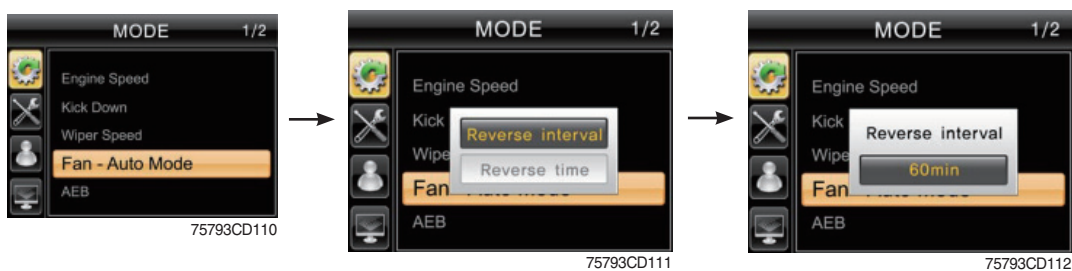 MODE 1/2
Engine Speed
Kick Down
Wiper Speed
Fan - Auto Mode
AEB
75793CD110
MODE 1/2
Engine Speed
Kick
Reverse interval
Wipe
Reverse time
Fan
AEB
75793CD111
MODE 1/2
Engine Speed
Kick
Reverse interval
Wipe
60min
Fan
AEB
75793CD112